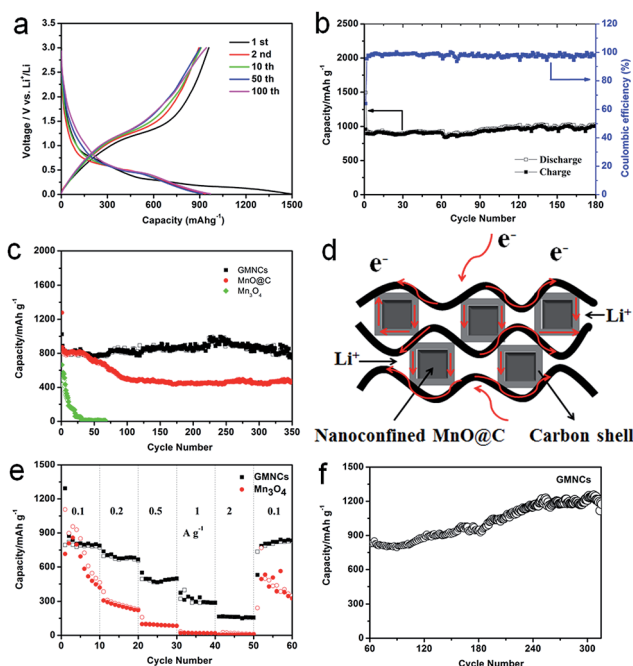 a
3.5
3.0
2.5
2.0
1.5
1.0
0.5
0.0
Voltage / V vs. Li⁺/Li
1 st
2 nd
10 th
50 th
100 th
0
300
600
900
1200
1500
Capacity (mAhg⁻¹)
b
2500
2000
1500
1000
500
0
Capacity/mAh g⁻¹
100
80
60
40
20
0
Coulombic efficiency (%)
Discharge
Charge
0
30
60
90
120
150
180
Cycle Number
c
2000
1600
1200
800
400
0
Capacity/mAh g⁻¹
GMNCs
MnO@C
Mn₃O₄
0
50
100
150
200
250
300
350
Cycle Number
d
e⁻
e⁻
e⁻
Li⁺
Li⁺
Nanoconfined MnO@C
Carbon shell
e
1500
1200
900
600
300
0
Capacity/mAh g⁻¹
GMNCs
Mn₃O₄
0.1
0.2
0.5
1
2
0.1
A g⁻¹
0
10
20
30
40
50
60
Cycle Number
f
1500
1200
900
600
300
0
Capacity/mAh g⁻¹
GMNCs
60
120
180
240
300
Cycle Number